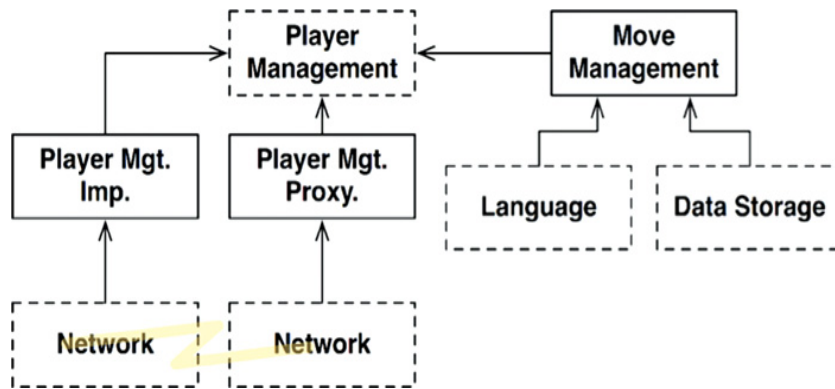 Player
Management
Move
Management
Player Mgt.
Imp.
Player Mgt.
Proxy.
Language
Data Storage
Network
Network